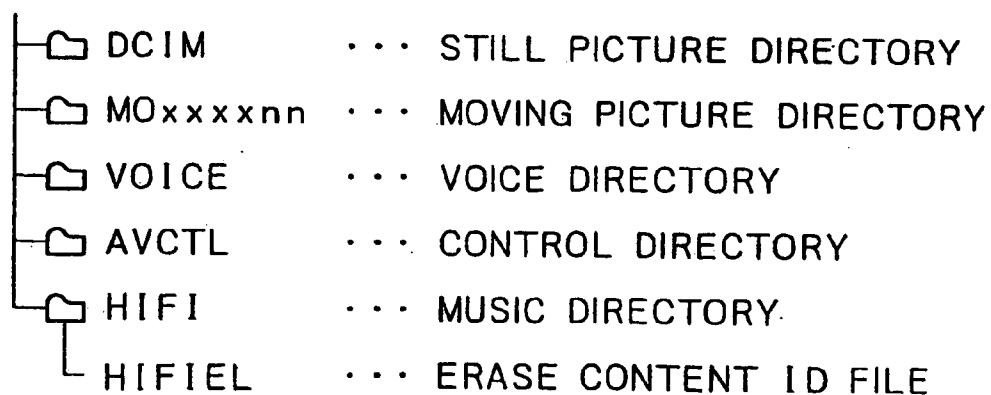 DCIM ··· STILL PICTURE DIRECTORY
MOxxxxnn ··· MOVING PICTURE DIRECTORY
VOICE ··· VOICE DIRECTORY
AVCTL ··· CONTROL DIRECTORY
HIFI ··· MUSIC DIRECTORY
HIFIEL ··· ERASE CONTENT ID FILE